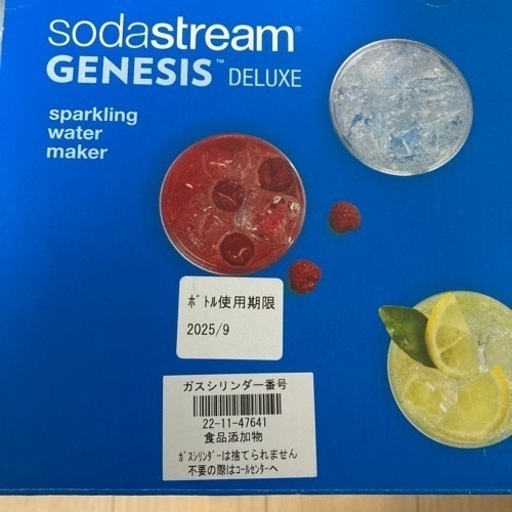 sodastream®
GENESIS™ DELUXE
sparkling
water
maker
ﾎﾞﾄﾙ使用期限
2025/9
ガスシリンダー番号
22-11-47641
食品添加物
ｶﾞｽｼﾘﾝﾀﾞｰは捨てられません
不要の際はｺｰﾙｾﾝﾀｰへ